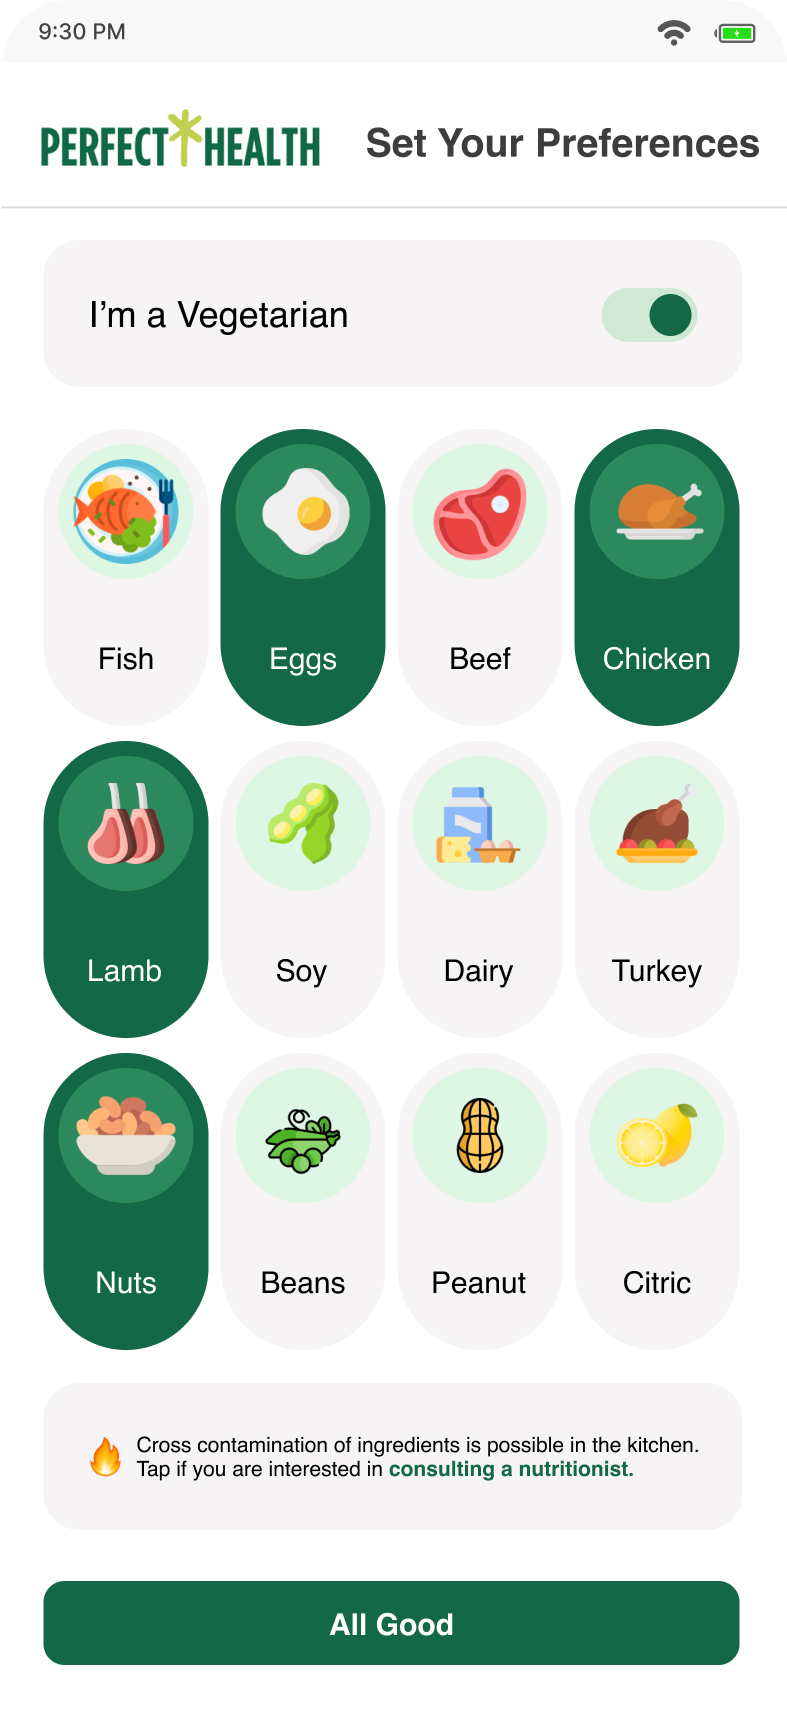 9:30 PM
PERFECT HEALTH
Set Your Preferences
I’m a Vegetarian
Fish
Eggs
Beef
Chicken
Lamb
Soy
Dairy
Turkey
Nuts
Beans
Peanut
Citric
Cross contamination of ingredients is possible in the kitchen.
Tap if you are interested in consulting a nutritionist.
All Good